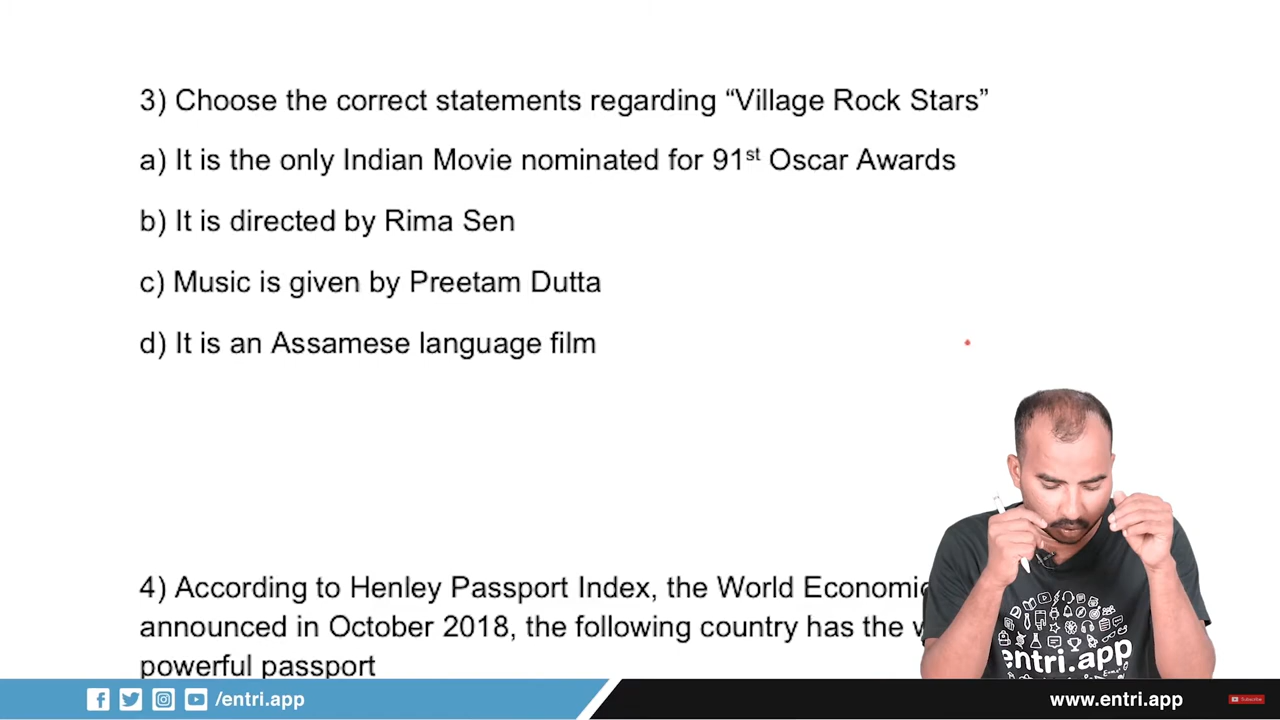 3) Choose the correct statements regarding “Village Rock Stars”
a) It is the only Indian Movie nominated for 91st Oscar Awards
b) It is directed by Rima Sen
c) Music is given by Preetam Dutta
d) It is an Assamese language film
4) According to Henley Passport Index, the World Economic
announced in October 2018, the following country has the
powerful passport
entri.app
/entri.app
www.entri.app
Subscribe